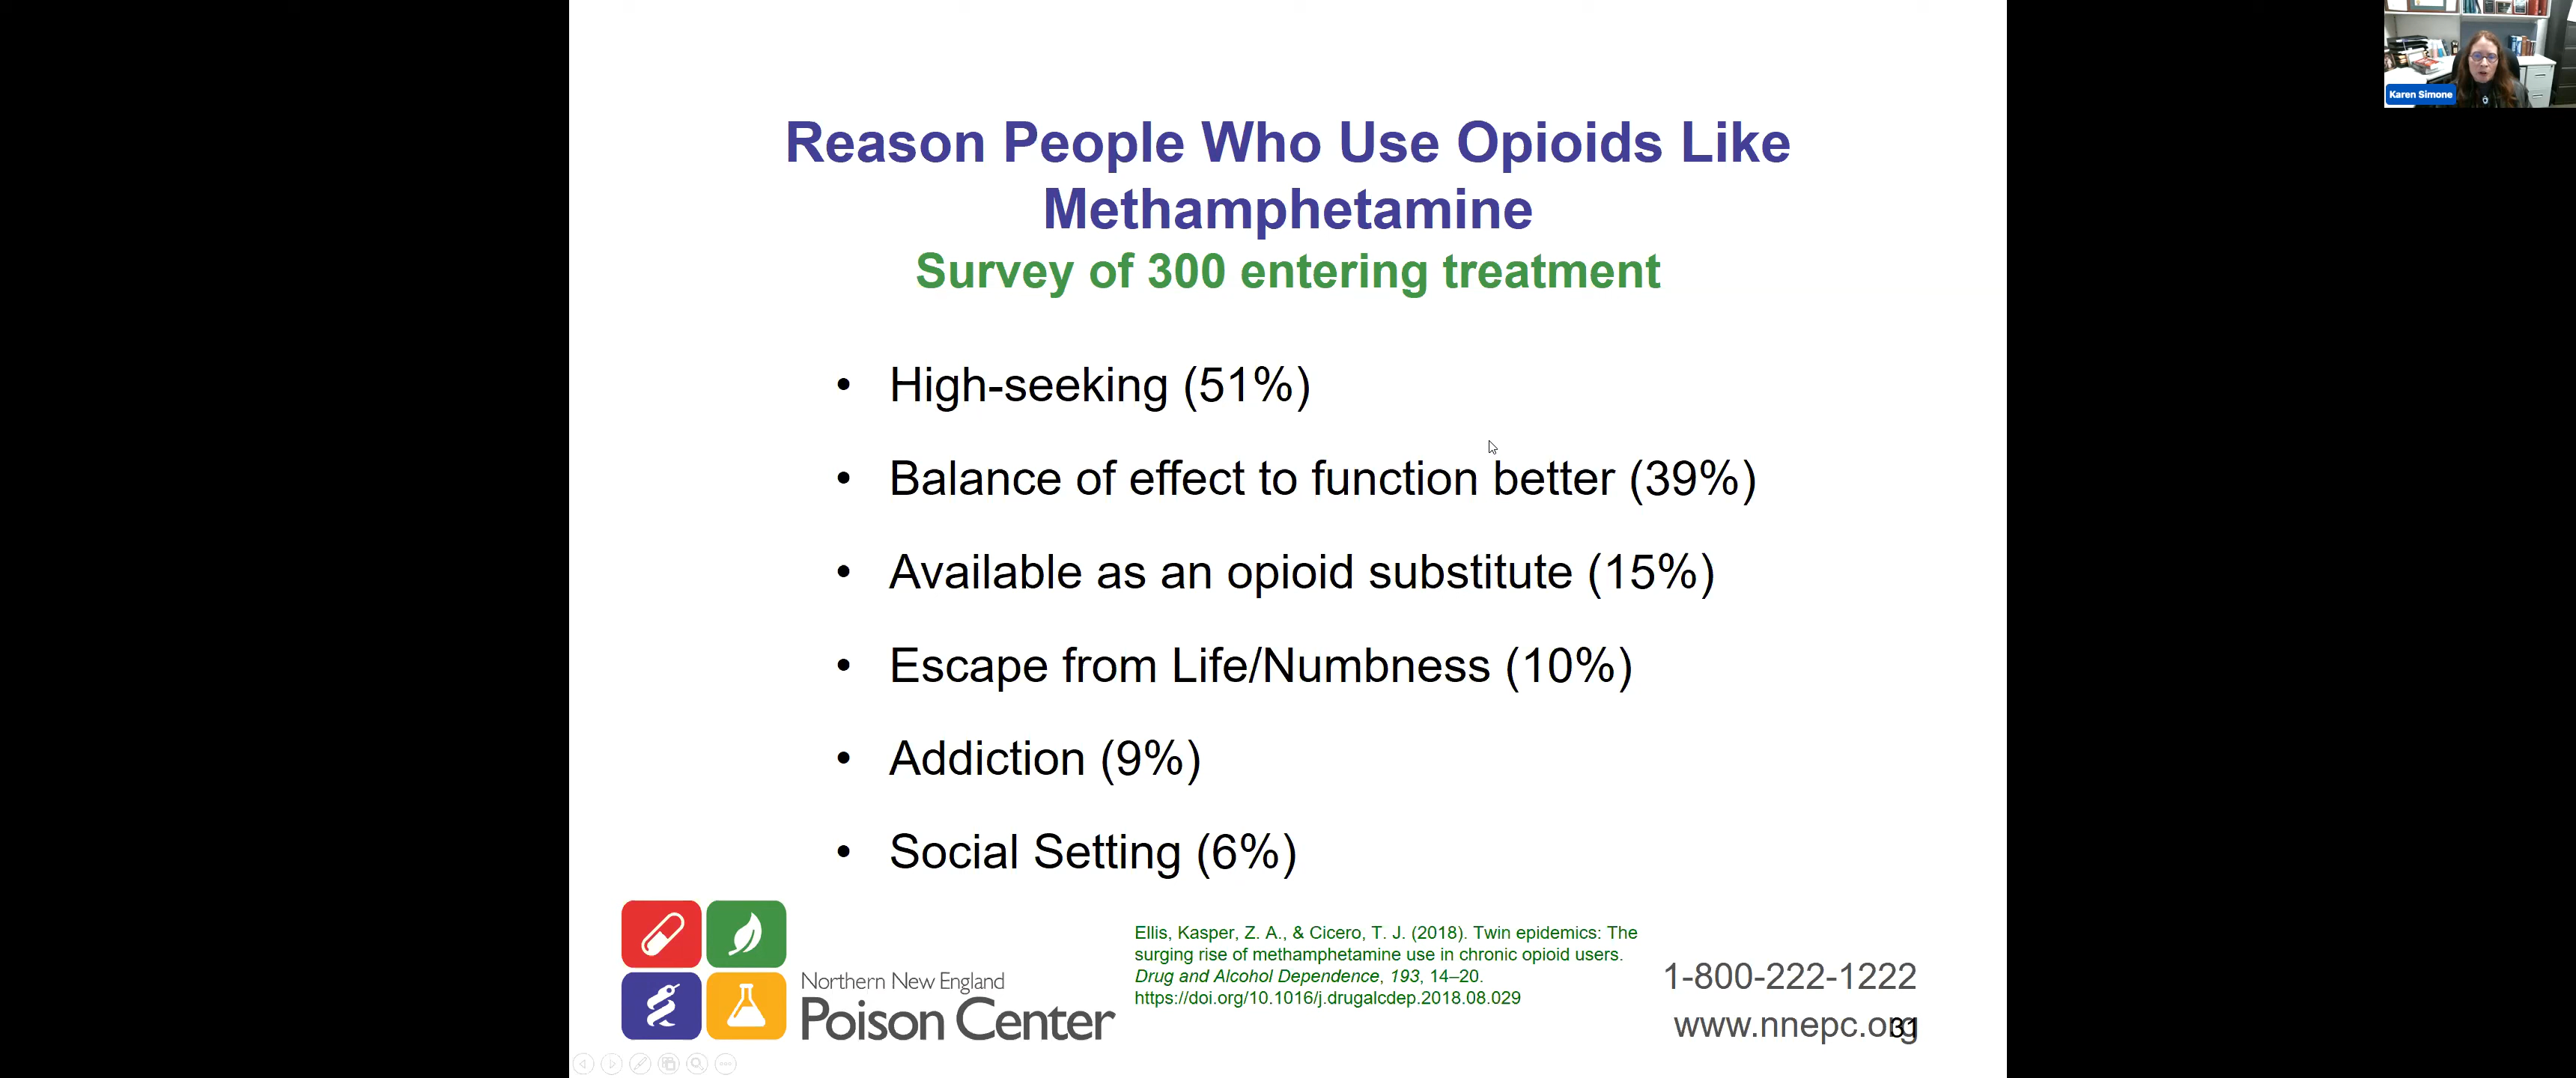 Karen Simone
Reason People Who Use Opioids Like
Methamphetamine
Survey of 300 entering treatment
• High-seeking (51%)
• Balance of effect to function better (39%)
• Available as an opioid substitute (15%)
• Escape from Life/Numbness (10%)
• Addiction (9%)
• Social Setting (6%)
Northern New England
Poison Center
Ellis, Kasper, Z. A., & Cicero, T. J. (2018). Twin epidemics: The
surging rise of methamphetamine use in chronic opioid users.
Drug and Alcohol Dependence, 193, 14–20.
https://doi.org/10.1016/j.drugalcdep.2018.08.029
1-800-222-1222
www.nnepc.org
31